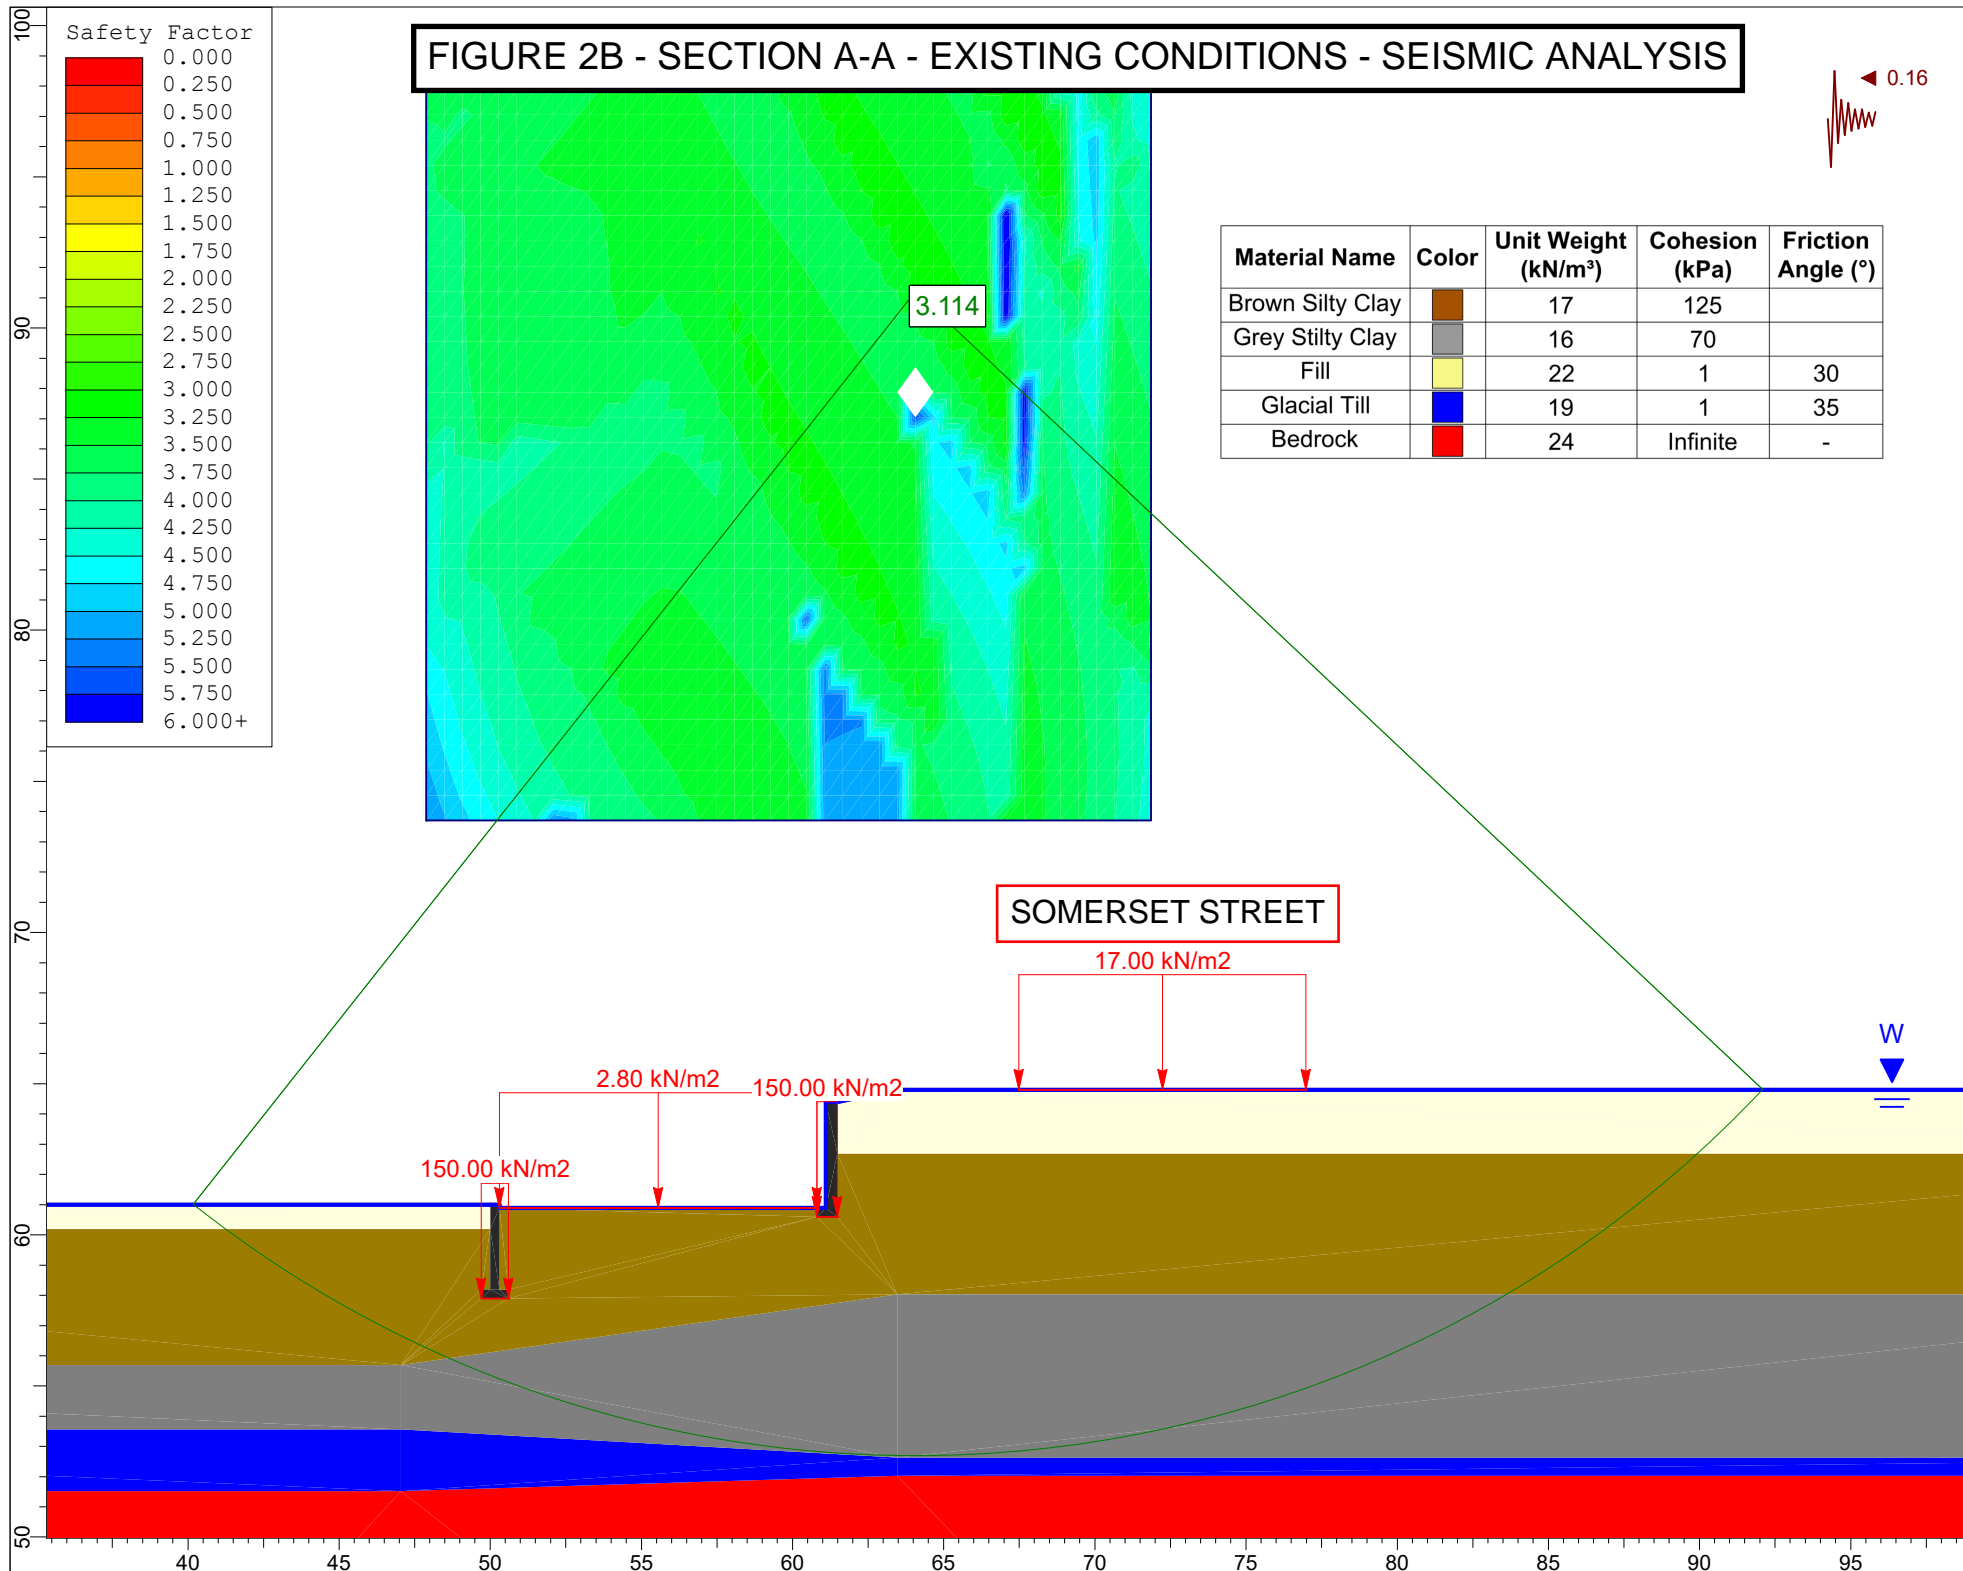 FIGURE 2B - SECTION A-A - EXISTING CONDITIONS - SEISMIC ANALYSIS
Safety Factor
0.000
0.250
0.500
0.750
1.000
1.250
1.500
1.750
2.000
2.250
2.500
2.750
3.000
3.250
3.500
3.750
4.000
4.250
4.500
4.750
5.000
5.250
5.500
5.750
6.000+
0.16
Material Name Color Unit Weight (kN/m³) Cohesion (kPa) Friction Angle (°)
Brown Silty Clay 17 125
Grey Stilty Clay 16 70
Fill 22 1 30
Glacial Till 19 1 35
Bedrock 24 Infinite -
3.114
SOMERSET STREET
17.00 kN/m2
W
2.80 kN/m2
150.00 kN/m2
150.00 kN/m2
100
90
80
70
60
50
40 45 50 55 60 65 70 75 80 85 90 95